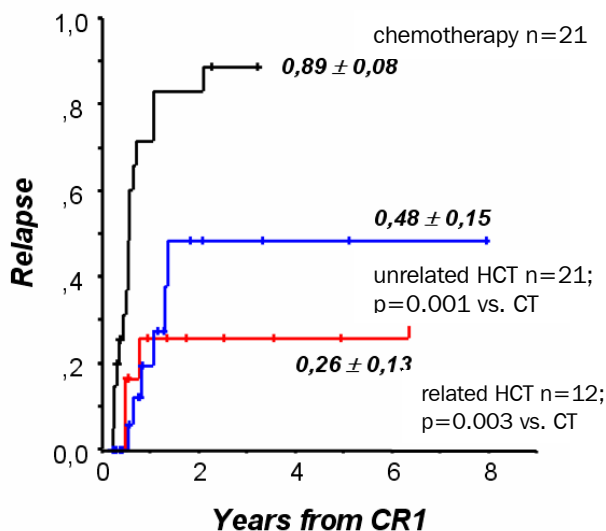 1,0
chemotherapy n=21
0,89 ± 0,08
,8
,6
Relapse
0,48 ± 0,15
,4
unrelated HCT n=21;
p=0.001 vs. CT
,2
0,26 ± 0,13
related HCT n=12;
p=0.003 vs. CT
0,0
0 2 4 6 8
Years from CR1